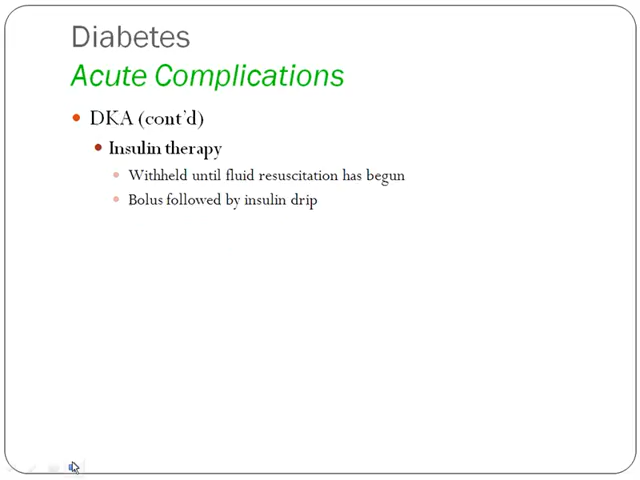 Diabetes
Acute Complications
DKA (cont’d)
Insulin therapy
Withheld until fluid resuscitation has begun
Bolus followed by insulin drip